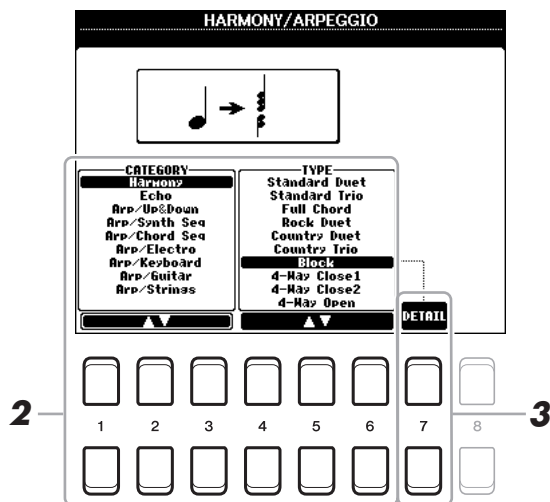 HARMONY/ARPEGGIO
CATEGORY
Harmony
Echo
Arp/Up&Down
Arp/Synth Seq
Arp/Chord Seq
Arp/Electro
Arp/Keyboard
Arp/Guitar
Arp/Strings
TYPE
Standard Duet
Standard Trio
Full Chord
Rock Duet
Country Duet
Country Trio
Block
4-Way Close1
4-Way Close2
4-Way Open
▲▼
▲▼
DETAIL
2
3
1 2 3 4 5 6 7 8